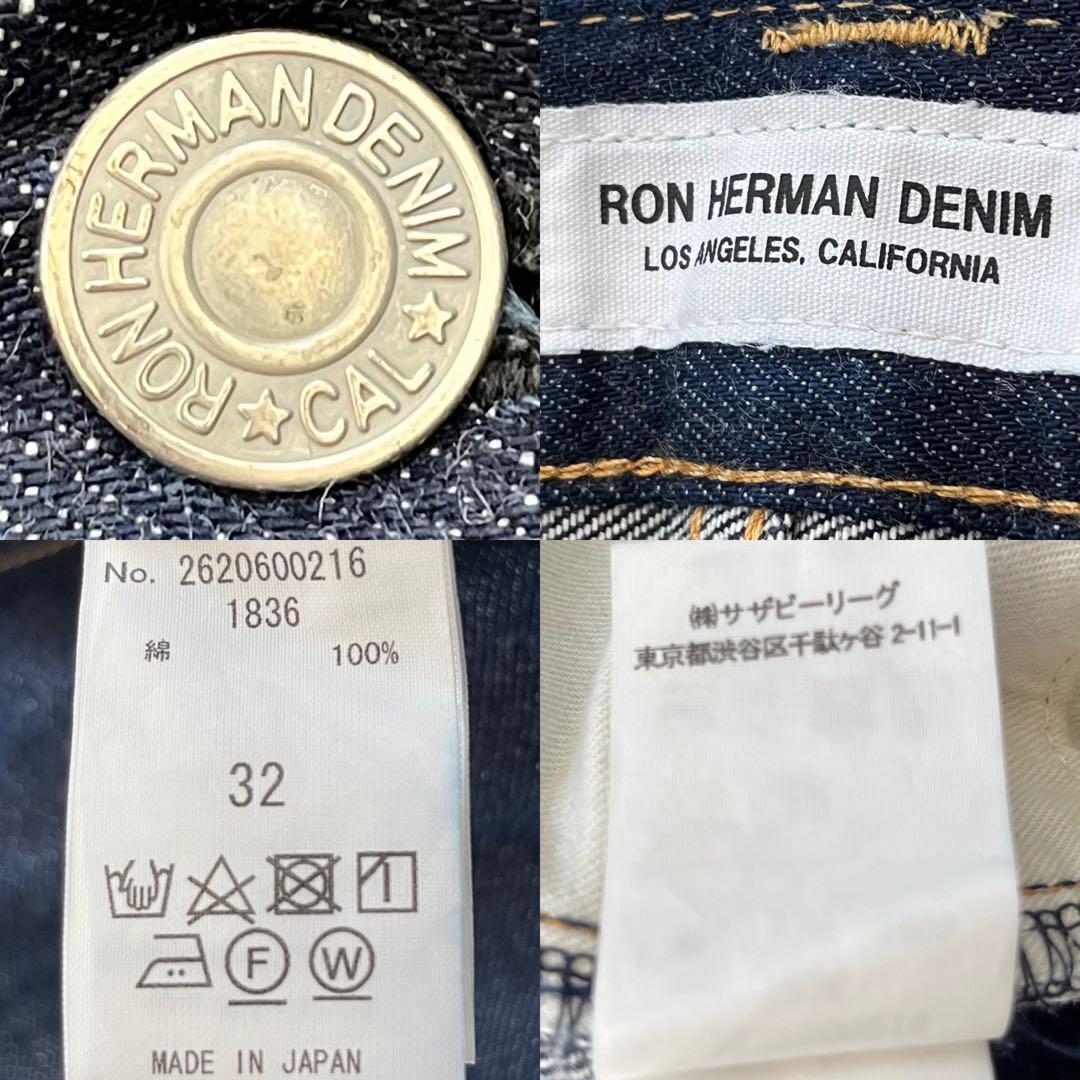 RON HERMAN DENIM ★ CAL ★
RON HERMAN DENIM
LOS ANGELES, CALIFORNIA
No. 2620600216
1836
綿 100%
32
F W
MADE IN JAPAN
㈱サザビーリーグ
東京都渋谷区千駄ヶ谷 2-11-1